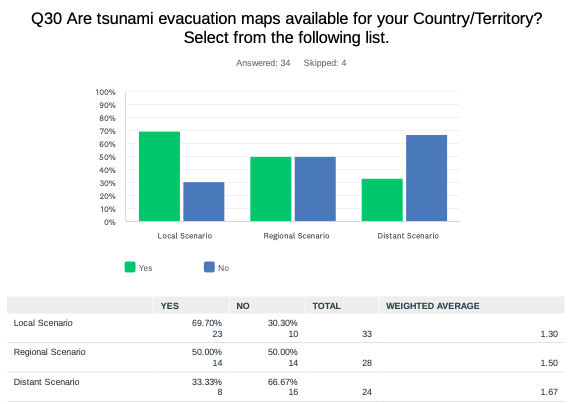 Q30 Are tsunami evacuation maps available for your Country/Territory?
Select from the following list.
Answered: 34 Skipped: 4
100%
90%
80%
70%
60%
50%
40%
30%
20%
10%
0%
Local Scenario Regional Scenario Distant Scenario
Yes No
YES NO TOTAL WEIGHTED AVERAGE
Local Scenario 69.70% 30.30%
23 10 33 1.30
Regional Scenario 50.00% 50.00%
14 14 28 1.50
Distant Scenario 33.33% 66.67%
8 16 24 1.67